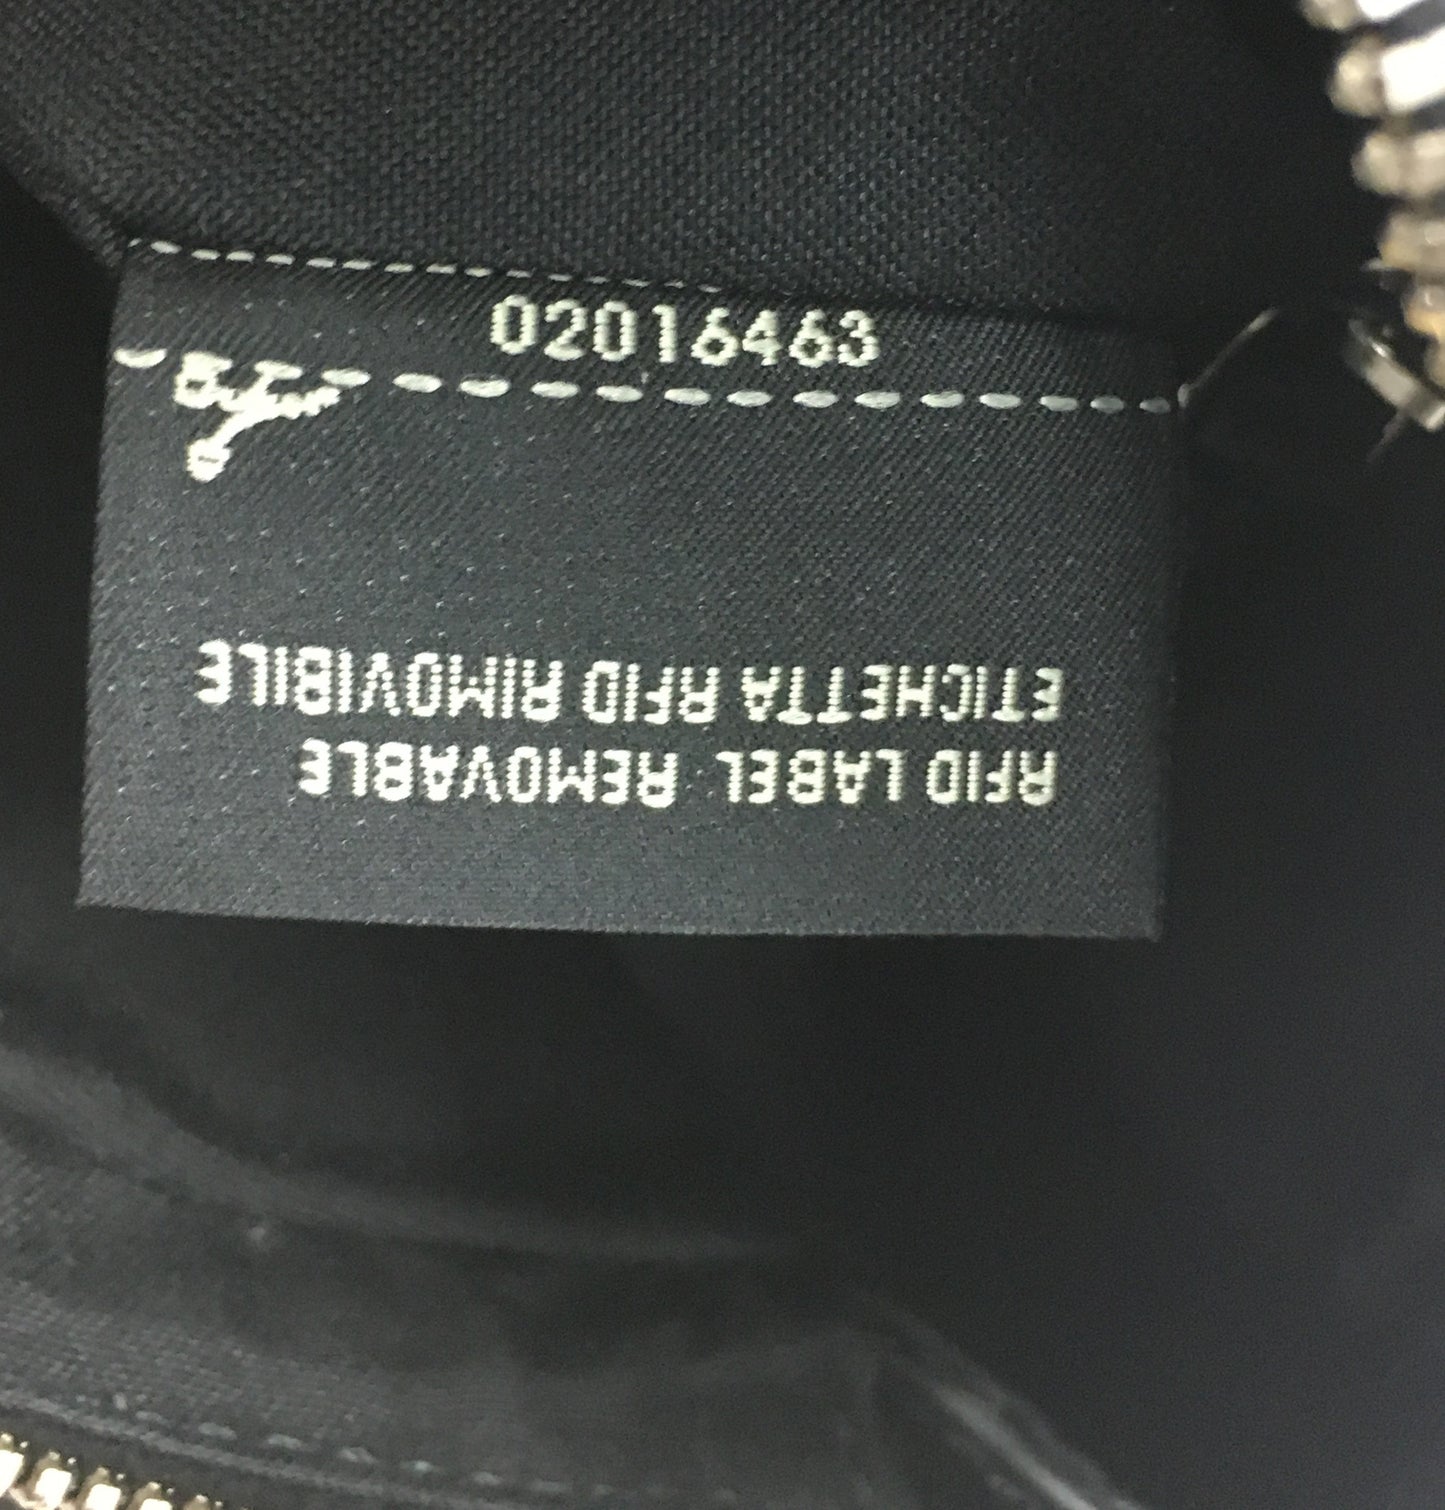 02016463
RFID LABEL REMOVABLE
ETICHETTA RFID RIMOVIBILE